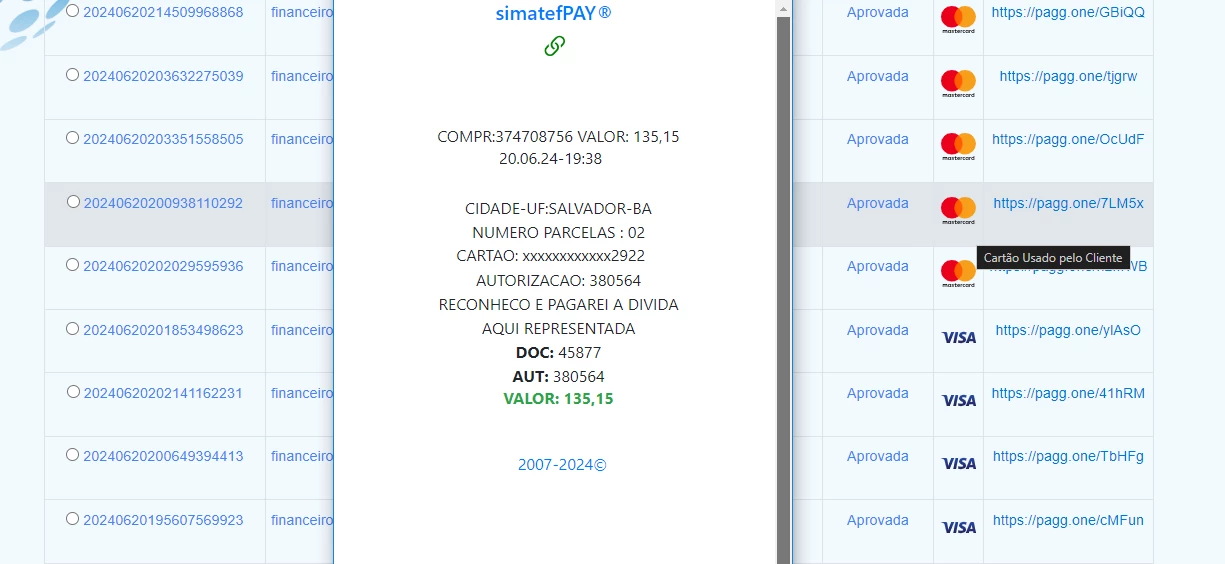 20240620214509968868 financeiro Aprovada mastercard https://pagg.one/GBiQQ
20240620203632275039 financeiro Aprovada mastercard https://pagg.one/tjgrw
20240620203351558505 financeiro Aprovada mastercard https://pagg.one/OcUdF
20240620200938110292 financeiro Aprovada mastercard https://pagg.one/7LM5x
Cartão Usado pelo Cliente
20240620202029595936 financeiro Aprovada mastercard
20240620201853498623 financeiro Aprovada VISA https://pagg.one/ylAsO
20240620202141162231 financeiro Aprovada VISA https://pagg.one/41hRM
20240620200649394413 financeiro Aprovada VISA https://pagg.one/TbHFg
20240620195607569923 financeiro Aprovada VISA https://pagg.one/cMFun
simatefPAY®
COMPR:374708756 VALOR: 135,15
20.06.24-19:38
CIDADE-UF:SALVADOR-BA
NUMERO PARCELAS : 02
CARTAO: xxxxxxxxxxxx2922
AUTORIZACAO: 380564
RECONHECO E PAGAREI A DIVIDA
AQUI REPRESENTADA
DOC: 45877
AUT: 380564
VALOR: 135,15
2007-2024©